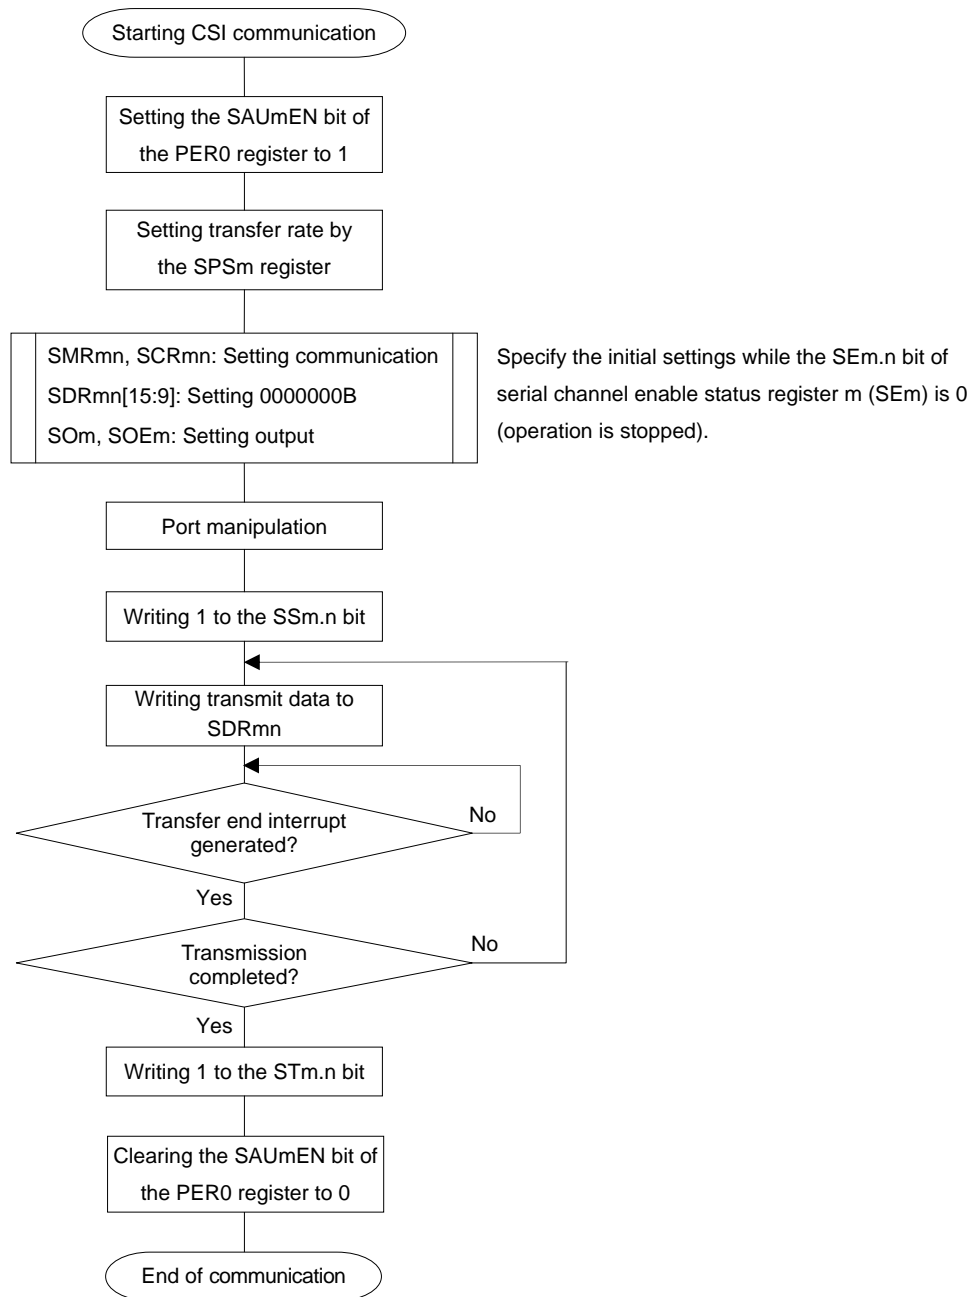 Starting CSI communication
Setting the SAUmEN bit of
the PER0 register to 1
Setting transfer rate by
the SPSm register
SMRmn, SCRmn: Setting communication
SDRmn[15:9]: Setting 0000000B
SOm, SOEm: Setting output
Specify the initial settings while the SEm.n bit of
serial channel enable status register m (SEm) is 0
(operation is stopped).
Port manipulation
Writing 1 to the SSm.n bit
Writing transmit data to
SDRmn
Transfer end interrupt
generated?
No
Yes
Transmission
completed?
No
Yes
Writing 1 to the STm.n bit
Clearing the SAUmEN bit of
the PER0 register to 0
End of communication